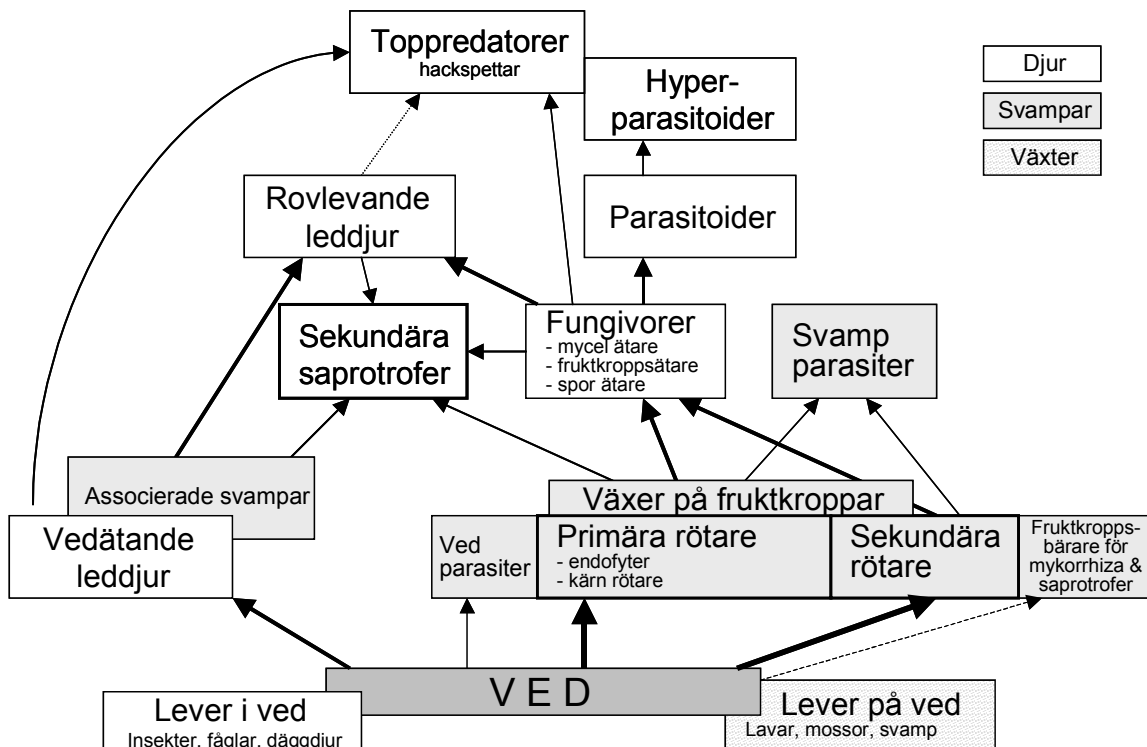 Toppredatorer
hackspettar
Hyper-
parasitoider
Djur
Svampar
Växter
Rovlevande
leddjur
Parasitoider
Sekundära
saprotrofer
Fungivorer
- mycel ätare
- fruktkroppsätare
- spor ätare
Svamp
parasiter
Associerade svampar
Växer på fruktkroppar
Vedätande
leddjur
Ved
parasiter
Primära rötare
- endofyter
- kärn rötare
Sekundära
rötare
Fruktkropps-
bärare för
mykorrhiza &
saprotrofer
V E D
Lever i ved
Insekter, fåglar, däggdjur
Lever på ved
Lavar, mossor, svamp